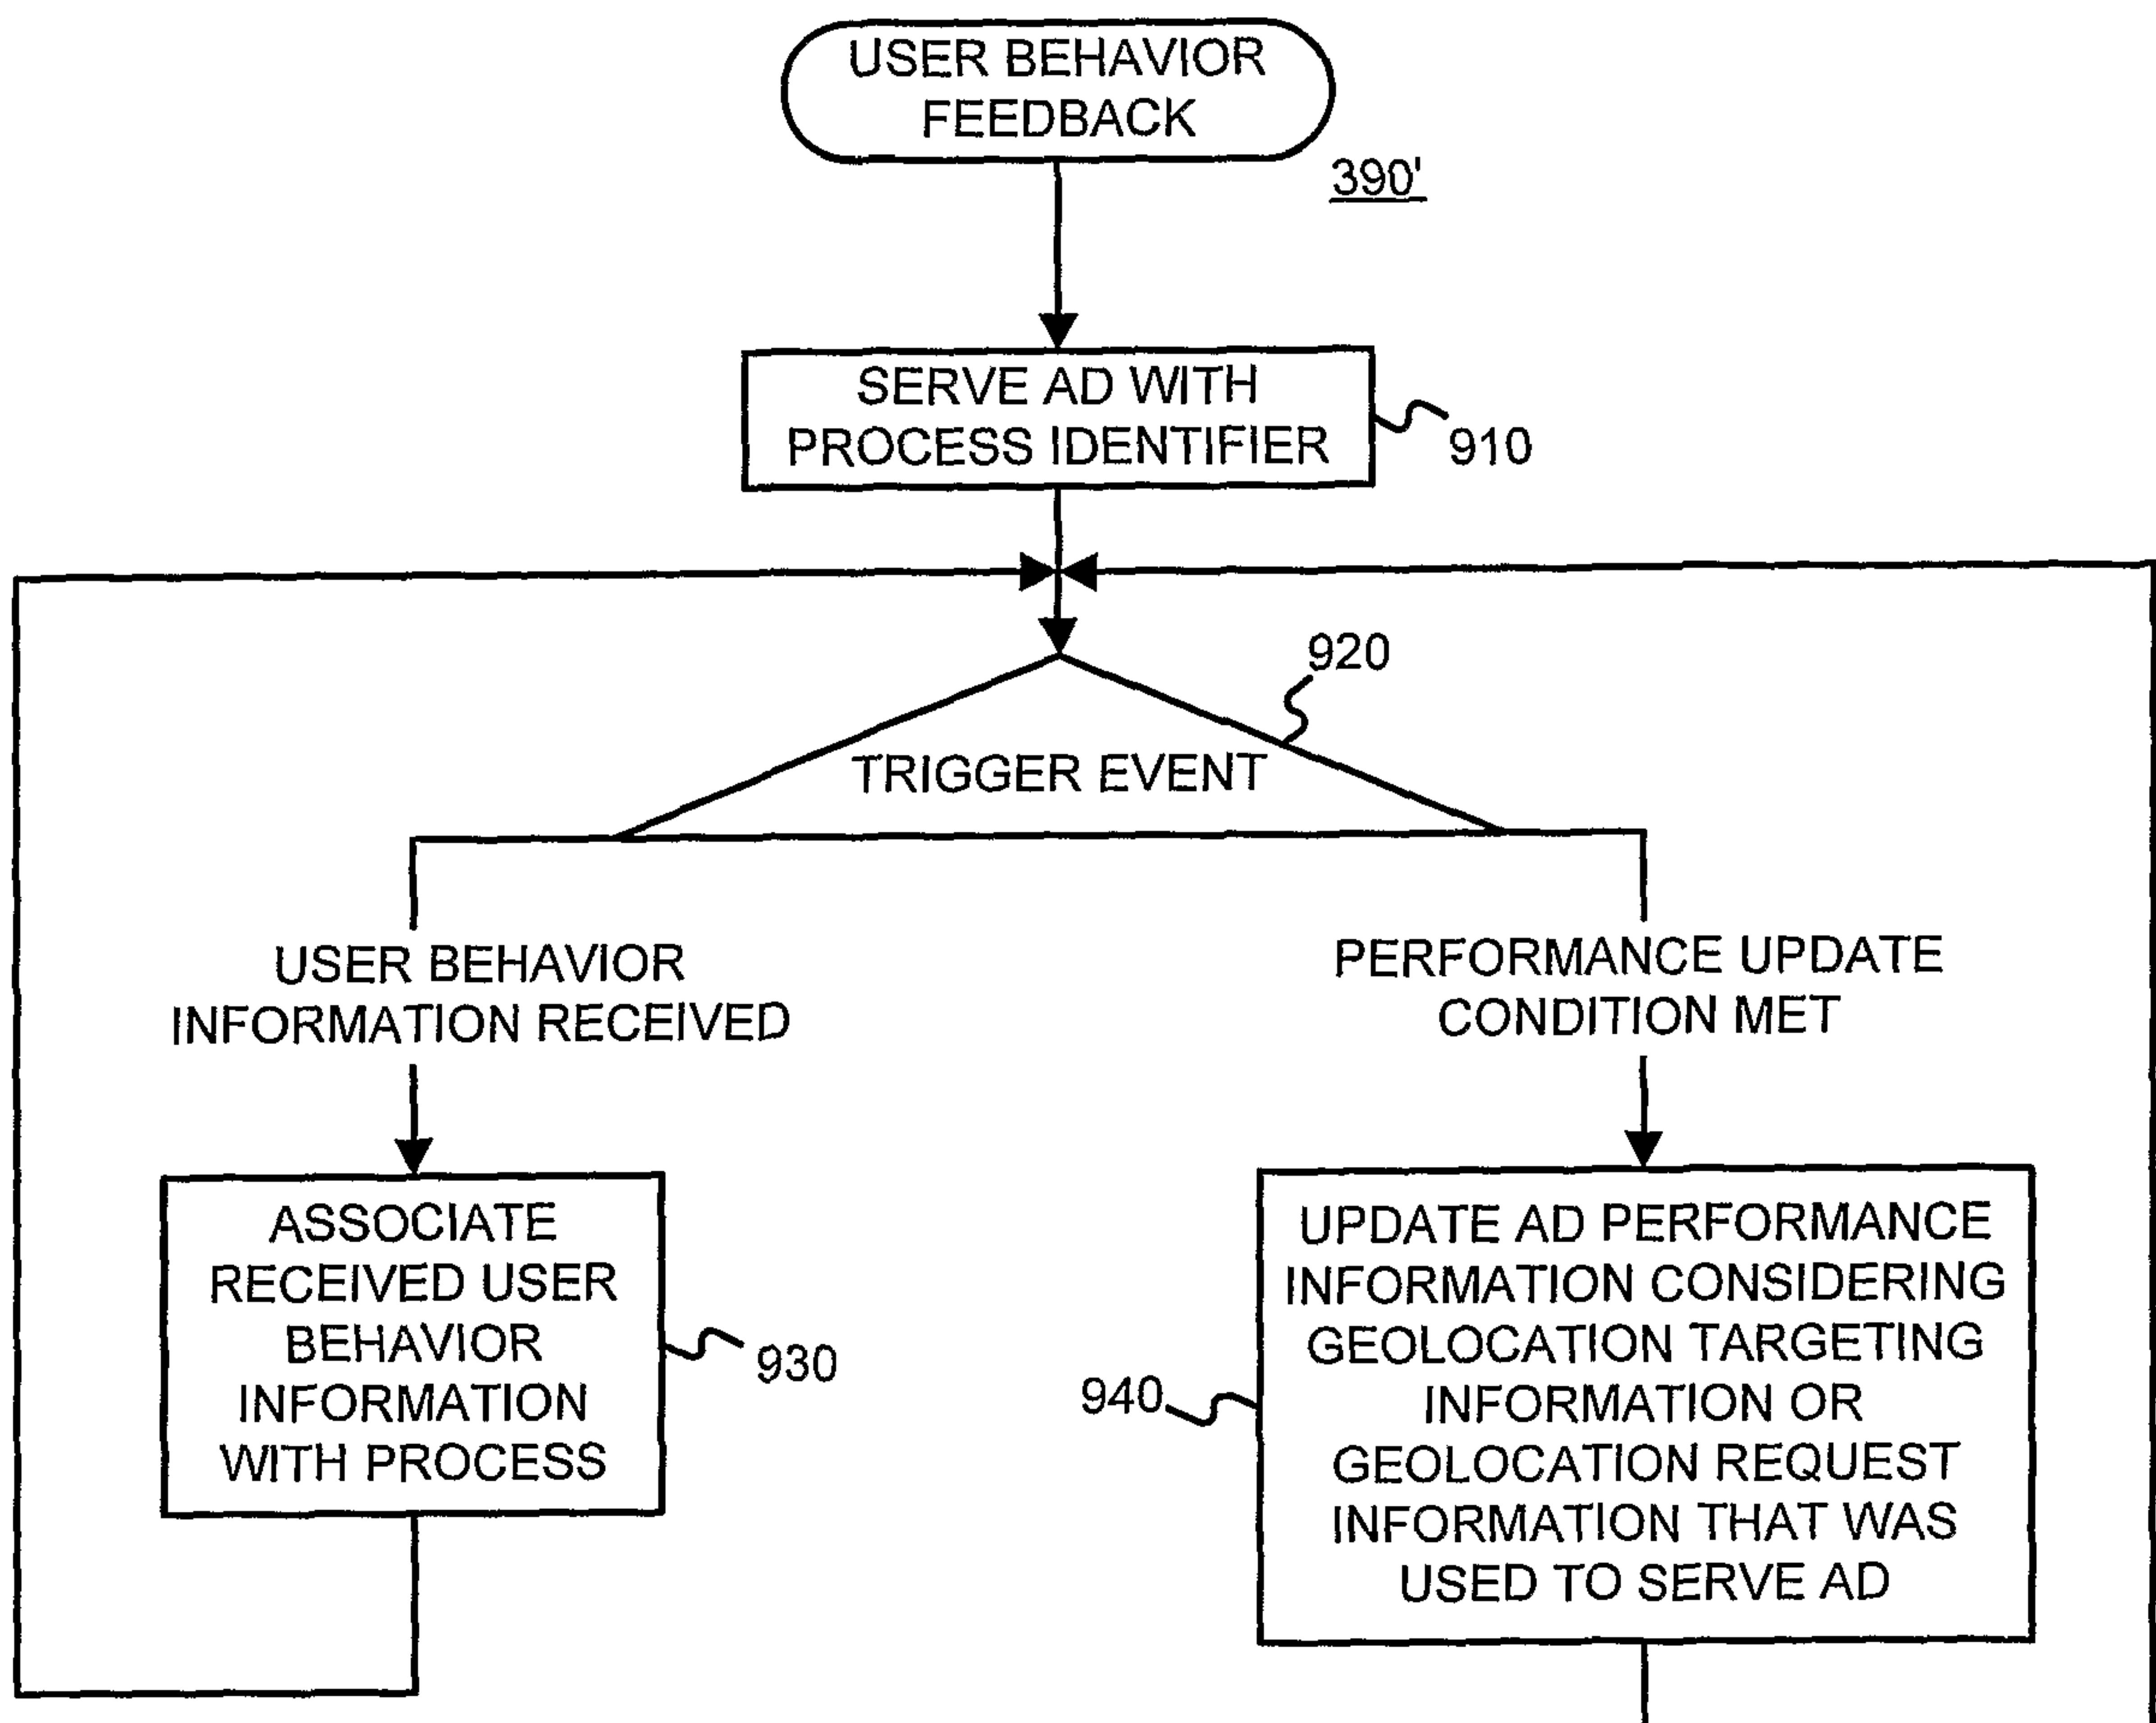 USER BEHAVIOR
FEEDBACK
390'
SERVE AD WITH
PROCESS IDENTIFIER
910
920
TRIGGER EVENT
USER BEHAVIOR
INFORMATION RECEIVED
PERFORMANCE UPDATE
CONDITION MET
ASSOCIATE
RECEIVED USER
BEHAVIOR
INFORMATION
WITH PROCESS
930
940
UPDATE AD PERFORMANCE
INFORMATION CONSIDERING
GEOLOCATION TARGETING
INFORMATION OR
GEOLOCATION REQUEST
INFORMATION THAT WAS
USED TO SERVE AD